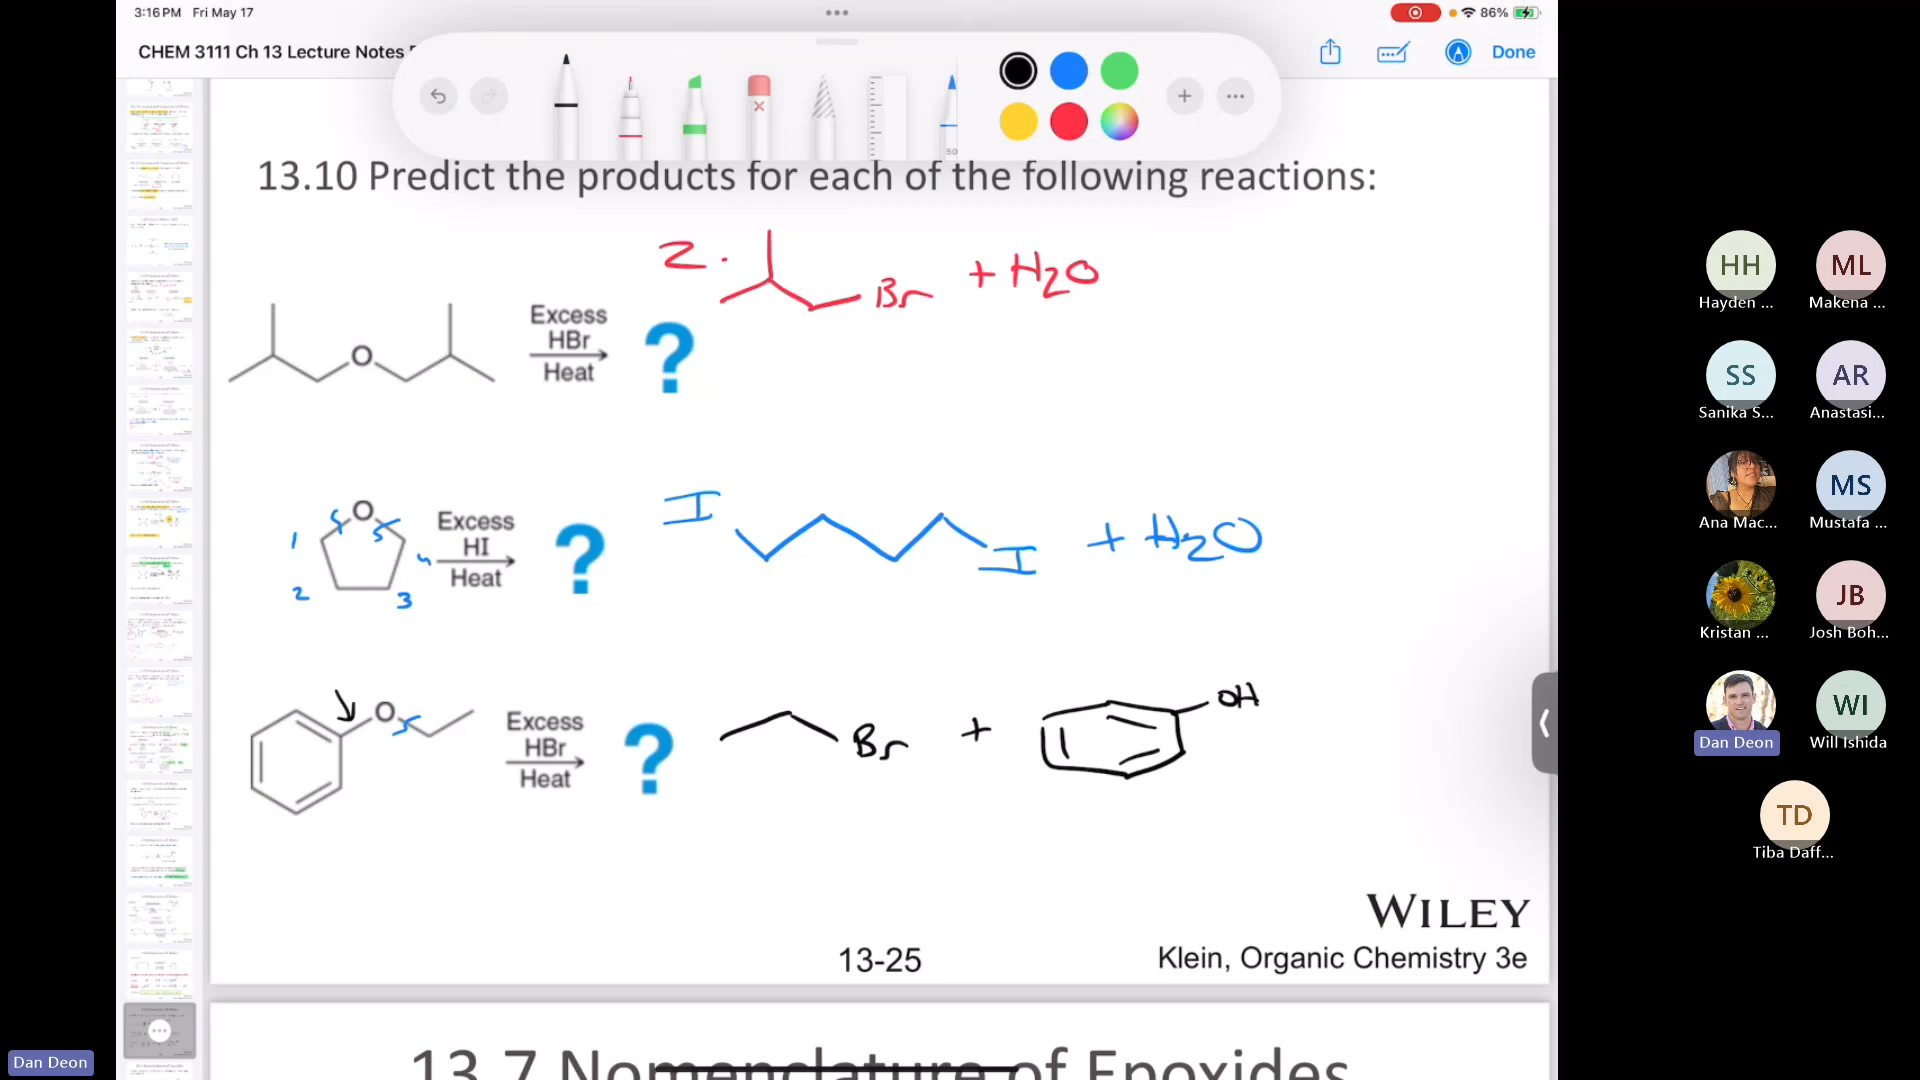 3:16 PM Fri May 17
86%
CHEM 3111 Ch 13 Lecture Notes
Done
50
13.10 Predict the products for each of the following reactions:
2. Br + H2O
O
Excess
HBr
Heat
?
O
1
2
3
4
Excess
HI
Heat
?
I
I
+ H2O
O
Excess
HBr
Heat
?
Br + OH
WILEY
13-25
Klein, Organic Chemistry 3e
13.7 Nomenclature of Epoxides
HH
Hayden ...
ML
Makena ...
SS
Sanika S...
AR
Anastasi...
Ana Mac...
MS
Mustafa ...
Kristan ...
JB
Josh Boh...
Dan Deon
WI
Will Ishida
TD
Tiba Daff...
Dan Deon